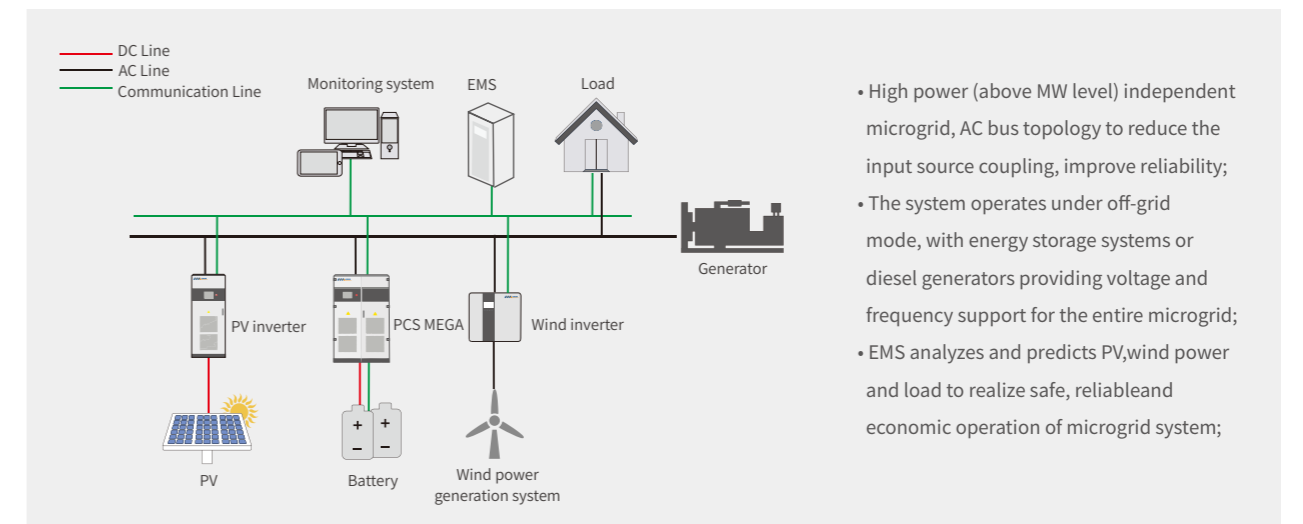 DC Line
AC Line
Communication Line
Monitoring system
EMS
Load
Generator
PV inverter
PCS MEGA
Wind inverter
+
+
−
−
PV
Battery
Wind power
generation system
• High power (above MW level) independent
microgrid, AC bus topology to reduce the
input source coupling, improve reliability;
• The system operates under off-grid
mode, with energy storage systems or
diesel generators providing voltage and
frequency support for the entire microgrid;
• EMS analyzes and predicts PV,wind power
and load to realize safe, reliableand
economic operation of microgrid system;